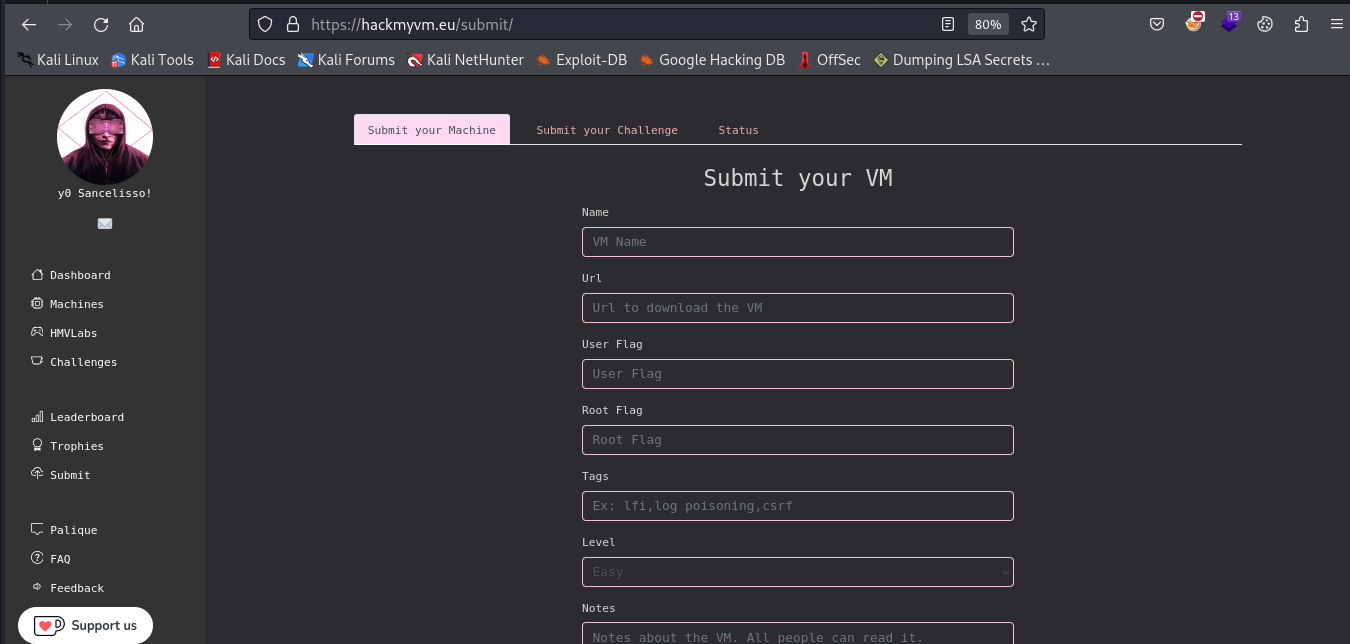 https://hackmyvm.eu/submit/
80%
13
Kali Linux Kali Tools Kali Docs Kali Forums Kali NetHunter Exploit-DB Google Hacking DB OffSec Dumping LSA Secrets ...
y0 Sancelisso!
Dashboard
Machines
HMVLabs
Challenges
Leaderboard
Trophies
Submit
Palique
FAQ
Feedback
Support us
Submit your Machine Submit your Challenge Status
Submit your VM
Name
VM Name
Url
Url to download the VM
User Flag
User Flag
Root Flag
Root Flag
Tags
Ex: lfi,log poisoning,csrf
Level
Easy
Notes
Notes about the VM. All people can read it.